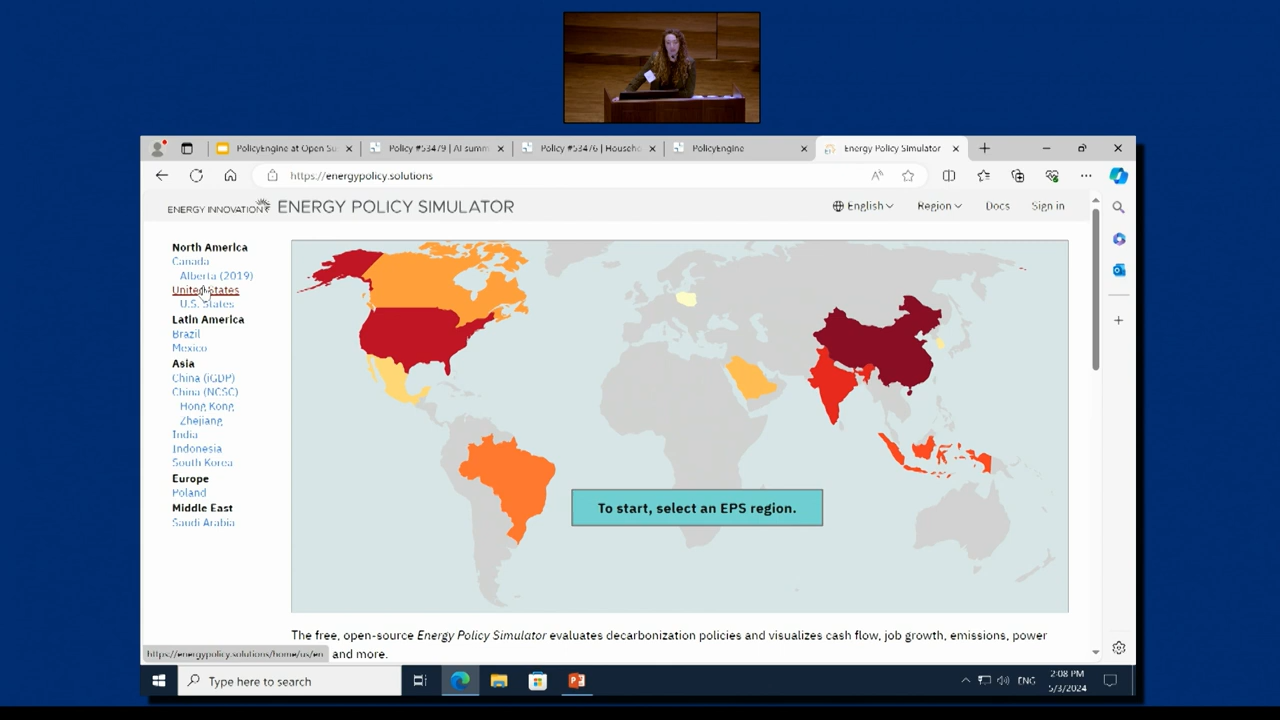 PolicyEngine at Open Su
Policy #53479 | AI summ
Policy #53476 | Househo
PolicyEngine
Energy Policy Simulator
https://energypolicy.solutions
ENERGY INNOVATION ENERGY POLICY SIMULATOR
English Region Docs Sign in
North America
Canada
Alberta (2019)
United States
U.S. States
Latin America
Brazil
Mexico
Asia
China (iGDP)
China (NCSC)
Hong Kong
Zhejiang
India
Indonesia
South Korea
Europe
Poland
Middle East
Saudi Arabia
To start, select an EPS region.
The free, open-source Energy Policy Simulator evaluates decarbonization policies and visualizes cash flow, job growth, emissions, power
and more.
https://energypolicy.solutions/home/us/en
Type here to search
ENG
2:08 PM
5/3/2024